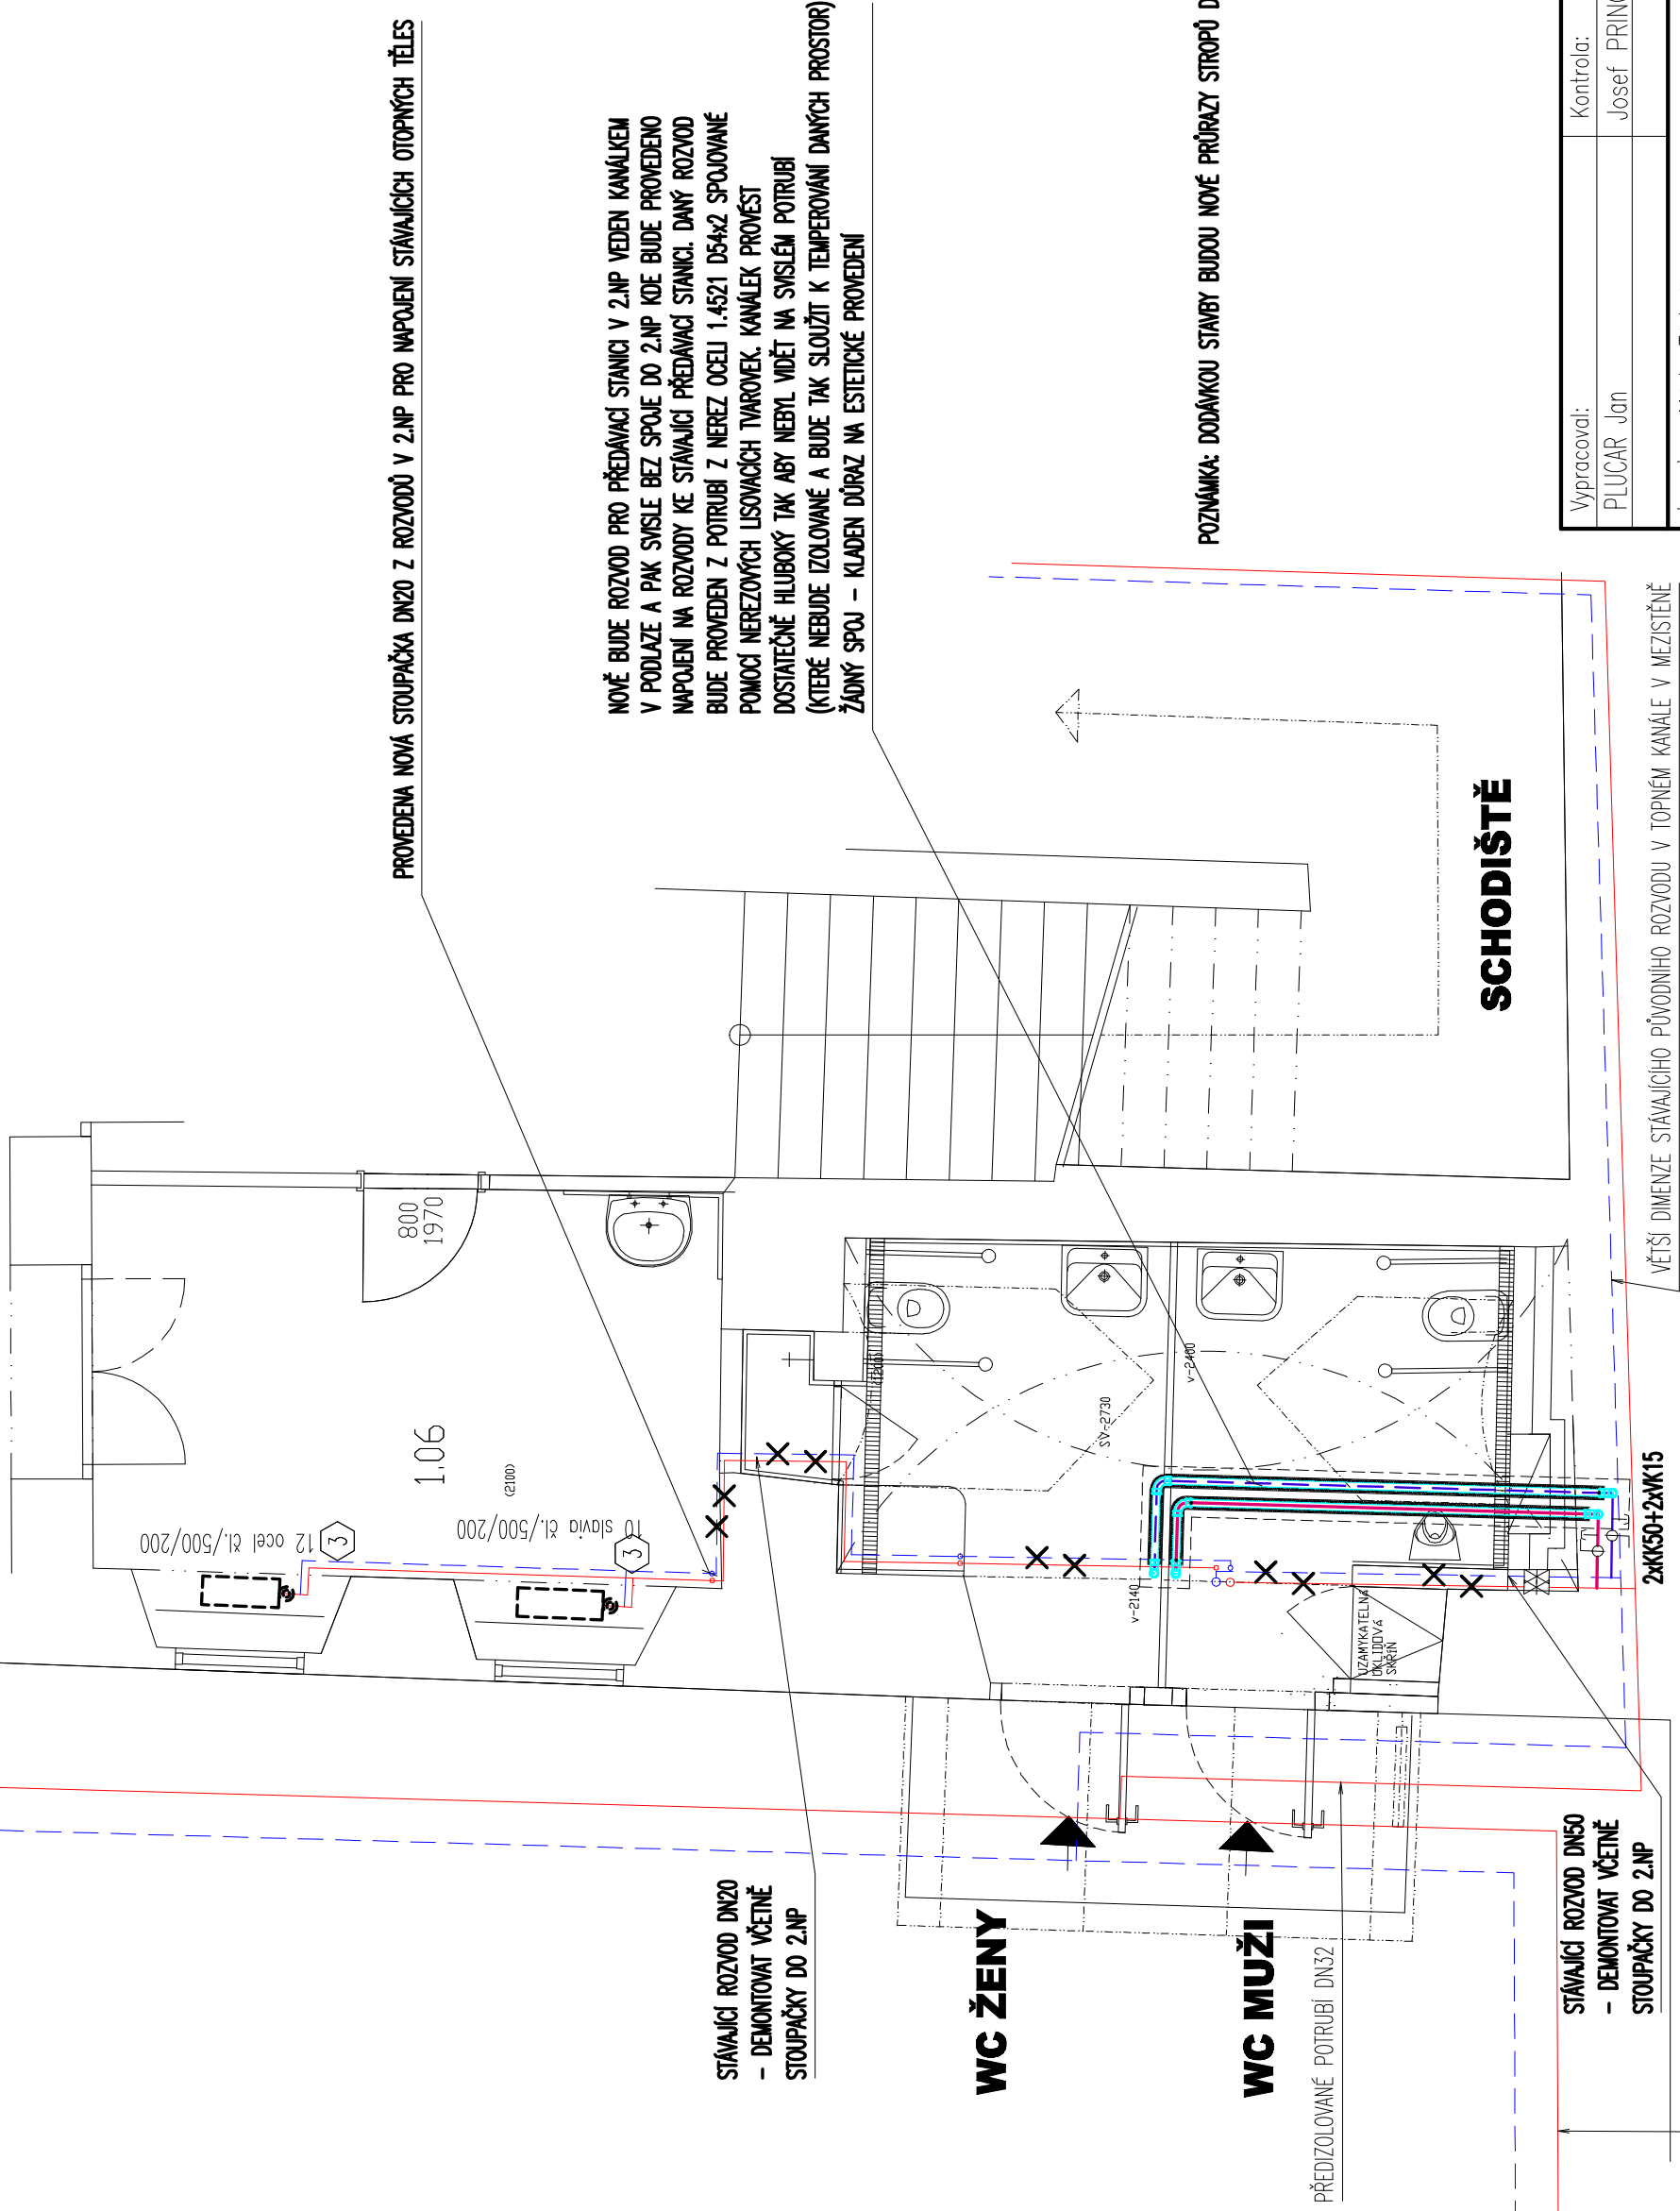 PROVEDENA NOVÁ STOUPAČKA DN20 Z ROZVODŮ V 2.NP PRO NAPOJENÍ STÁVAJÍCÍCH OTOPNÝCH TĚLES
NOVĚ BUDE ROZVOD PRO PŘEDÁVACÍ STANICI V 2.NP VEDEN KANÁLKEM
V PODLAZE A PAK SVISLE BEZ SPOJE DO 2.NP KDE BUDE PROVEDENO
NAPOJENÍ NA ROZVODY KE STÁVAJÍCÍ PŘEDÁVACÍ STANICI. DANÝ ROZVOD
BUDE PROVEDEN Z POTRUBÍ Z NEREZ OCELI 1.4521 D54x2 SPOJOVANÉ
POMOCÍ NEREZOVÝCH LISOVACÍCH TVAROVEK. KANÁLEK PROVÉST
DOSTATEČNĚ HLUBOKÝ TAK ABY NEBYL VIDĚT NA SVISLÉM POTRUBÍ
(KTERÉ NEBUDE IZOLOVANÉ A BUDE TAK SLOUŽIT K TEMPEROVÁNÍ DANÝCH PROSTOR)
ŽÁDNÝ SPOJ – KLADEN DŮRAZ NA ESTETICKÉ PROVEDENÍ
POZNÁMKA: DODÁVKOU STAVBY BUDOU NOVÉ PRŮRAZY STROPŮ D
Vypracoval:
Kontrola:
PLUCAR Jan
Josef PRINC
800
1970
1.06
(2100)
12 ocel čl./500/200
3
10 slavia čl./500/200
3
(1200)
SV-2730
v-2400
v-2140
UZAMYKATELNÁ
ÚKLIDOVÁ
SKŘÍŇ
SCHODIŠTĚ
VĚTŠÍ DIMENZE STÁVAJÍCÍHO PŮVODNÍHO ROZVODU V TOPNÉM KANÁLE V MEZISTĚNĚ
2xKK50+2xVK15
STÁVAJÍCÍ ROZVOD DN20
– DEMONTOVAT VČETNĚ
STOUPAČKY DO 2.NP
WC ŽENY
WC MUŽI
PŘEDIZOLOVANÉ POTRUBÍ DN32
STÁVAJÍCÍ ROZVOD DN50
– DEMONTOVAT VČETNĚ
STOUPAČKY DO 2.NP